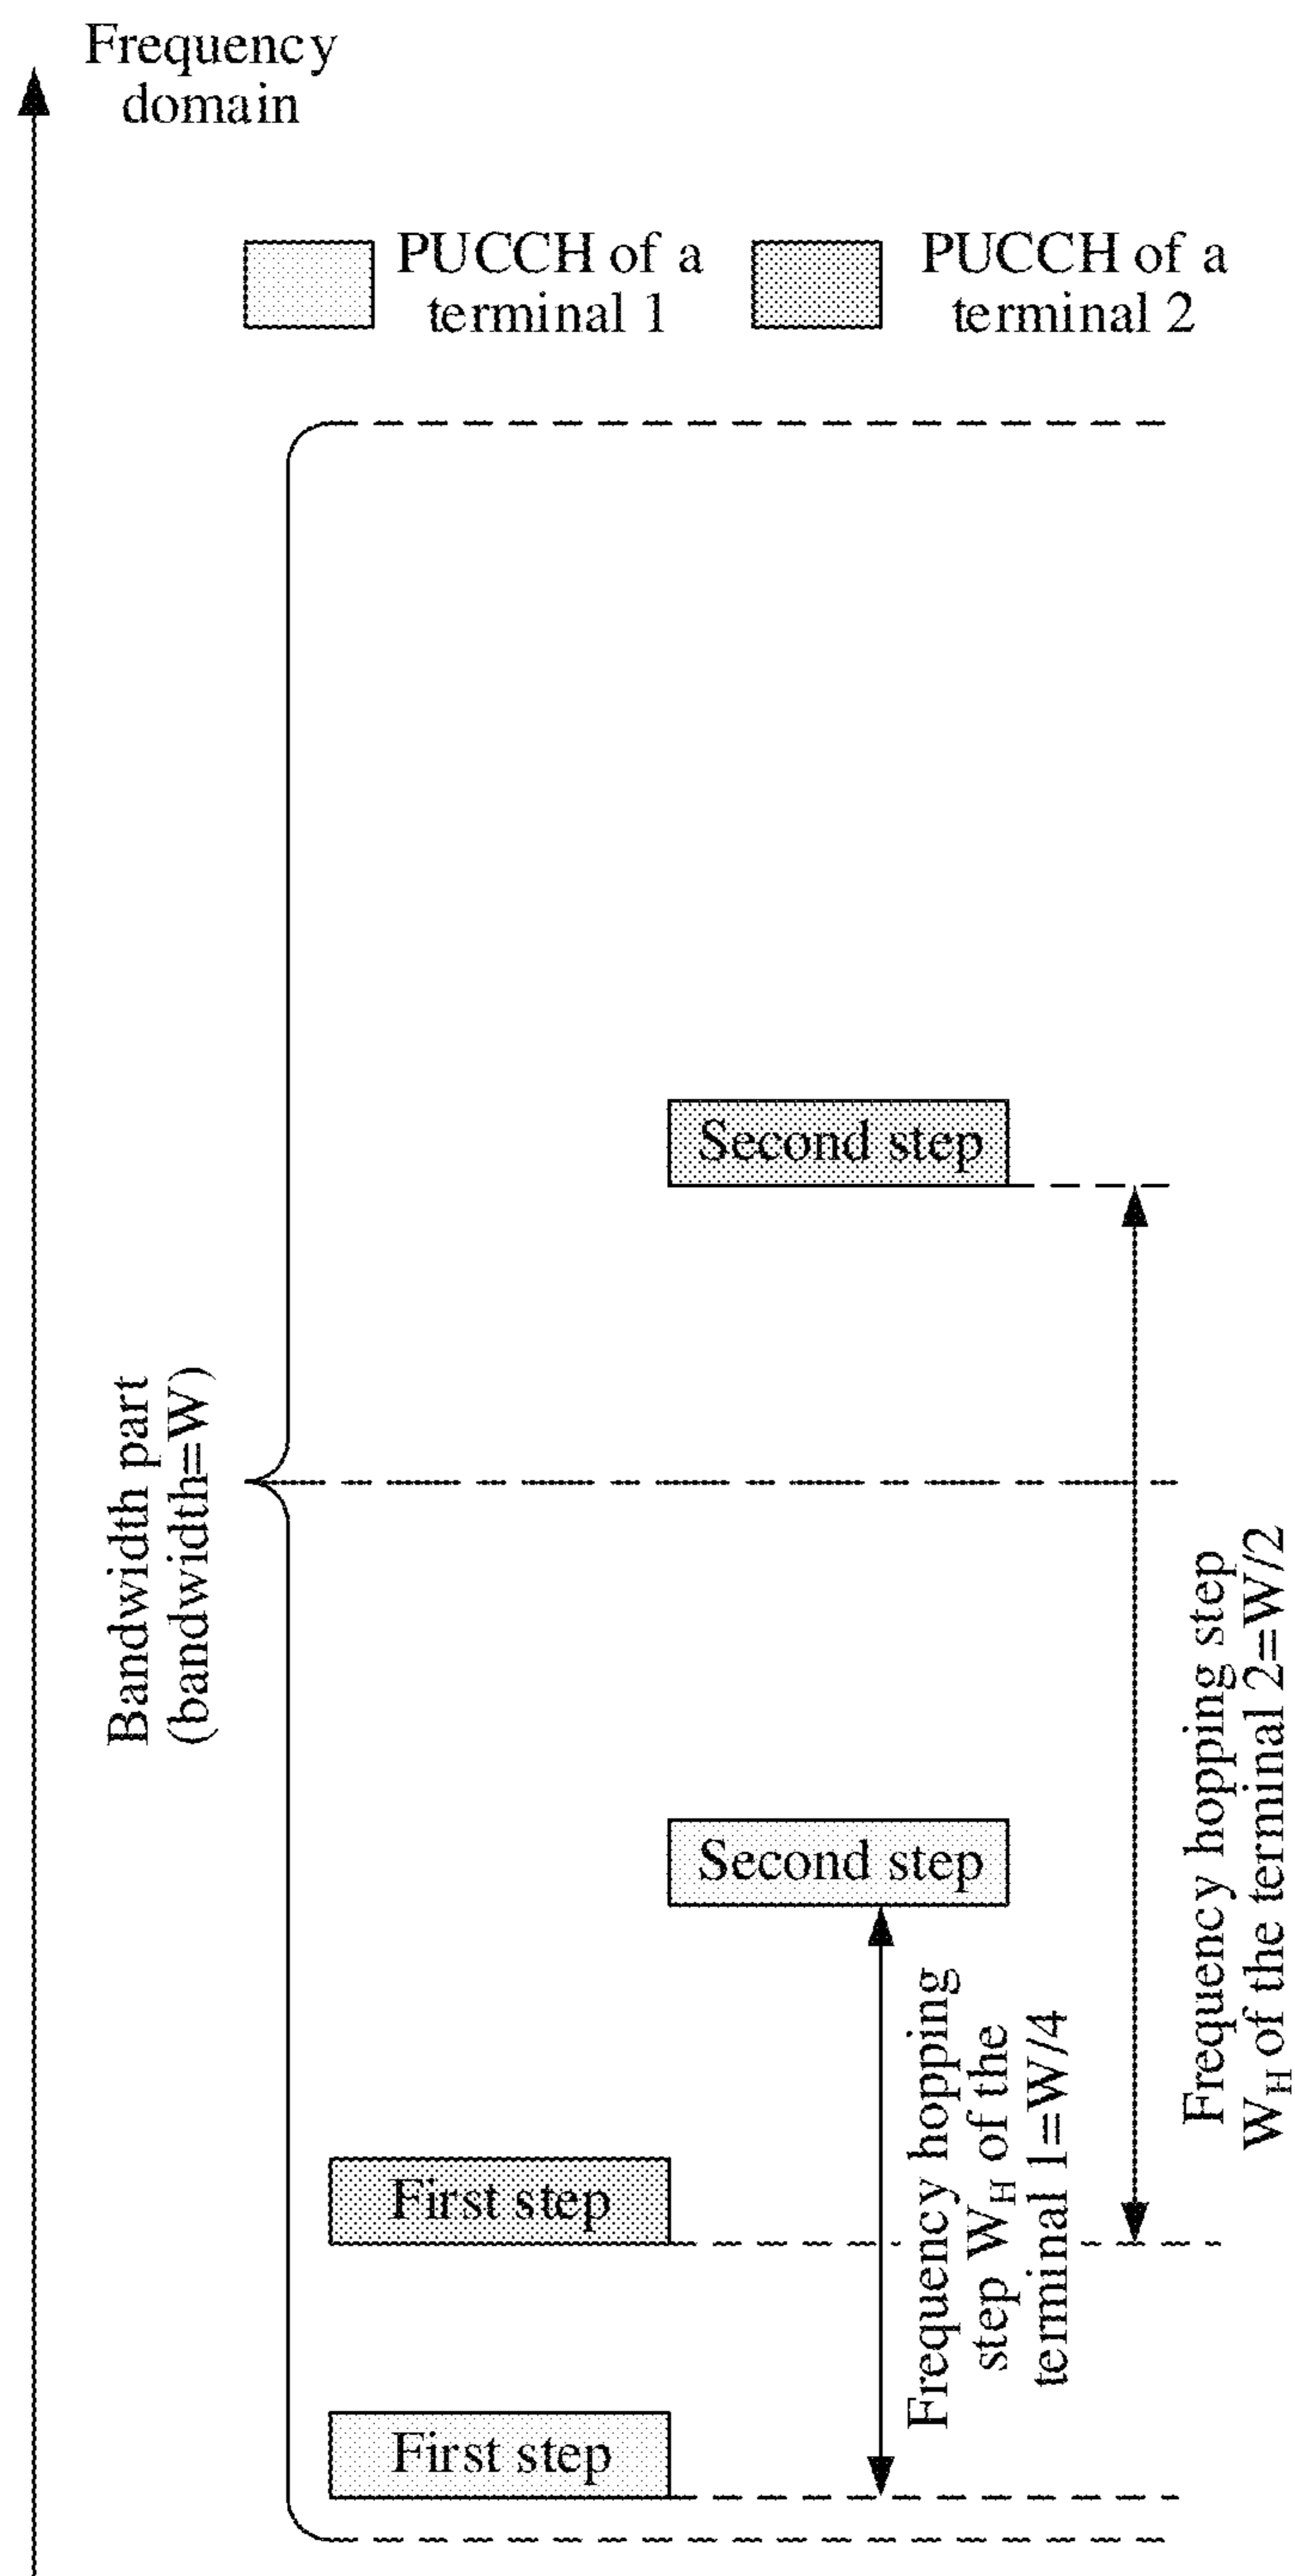 Frequency
domain
PUCCH of a
terminal 1
PUCCH of a
terminal 2
Second step
Bandwidth part
(bandwidth=W)
Frequency hopping step
W_H of the terminal 2=W/2
Second step
Frequency hopping
step W_H of the
terminal 1=W/4
First step
First step